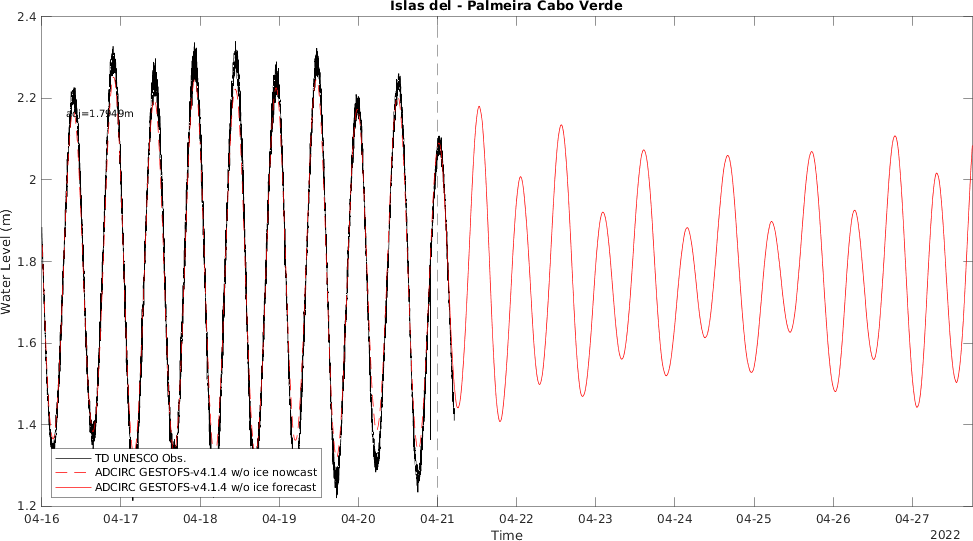 Islas del - Palmeira Cabo Verde
2.4
2.2
2
1.8
1.6
1.4
1.2
Water Level (m)
adj=1.7949m
TD UNESCO Obs.
ADCIRC GESTOFS-v4.1.4 w/o ice nowcast
ADCIRC GESTOFS-v4.1.4 w/o ice forecast
04-16 04-17 04-18 04-19 04-20 04-21 04-22 04-23 04-24 04-25 04-26 04-27
Time
2022